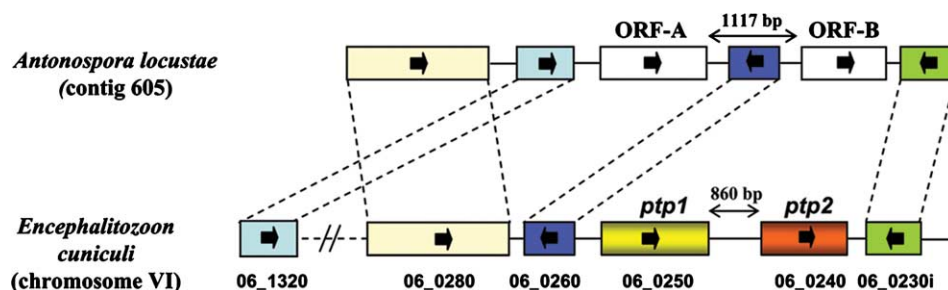 1117 bp
ORF-A
ORF-B
Antonospora locustae
(contig 605)
860 bp
ptp1
ptp2
Encephalitozoon
cuniculi
(chromosome VI)
//
06_1320
06_0280
06_0260
06_0250
06_0240
06_0230i